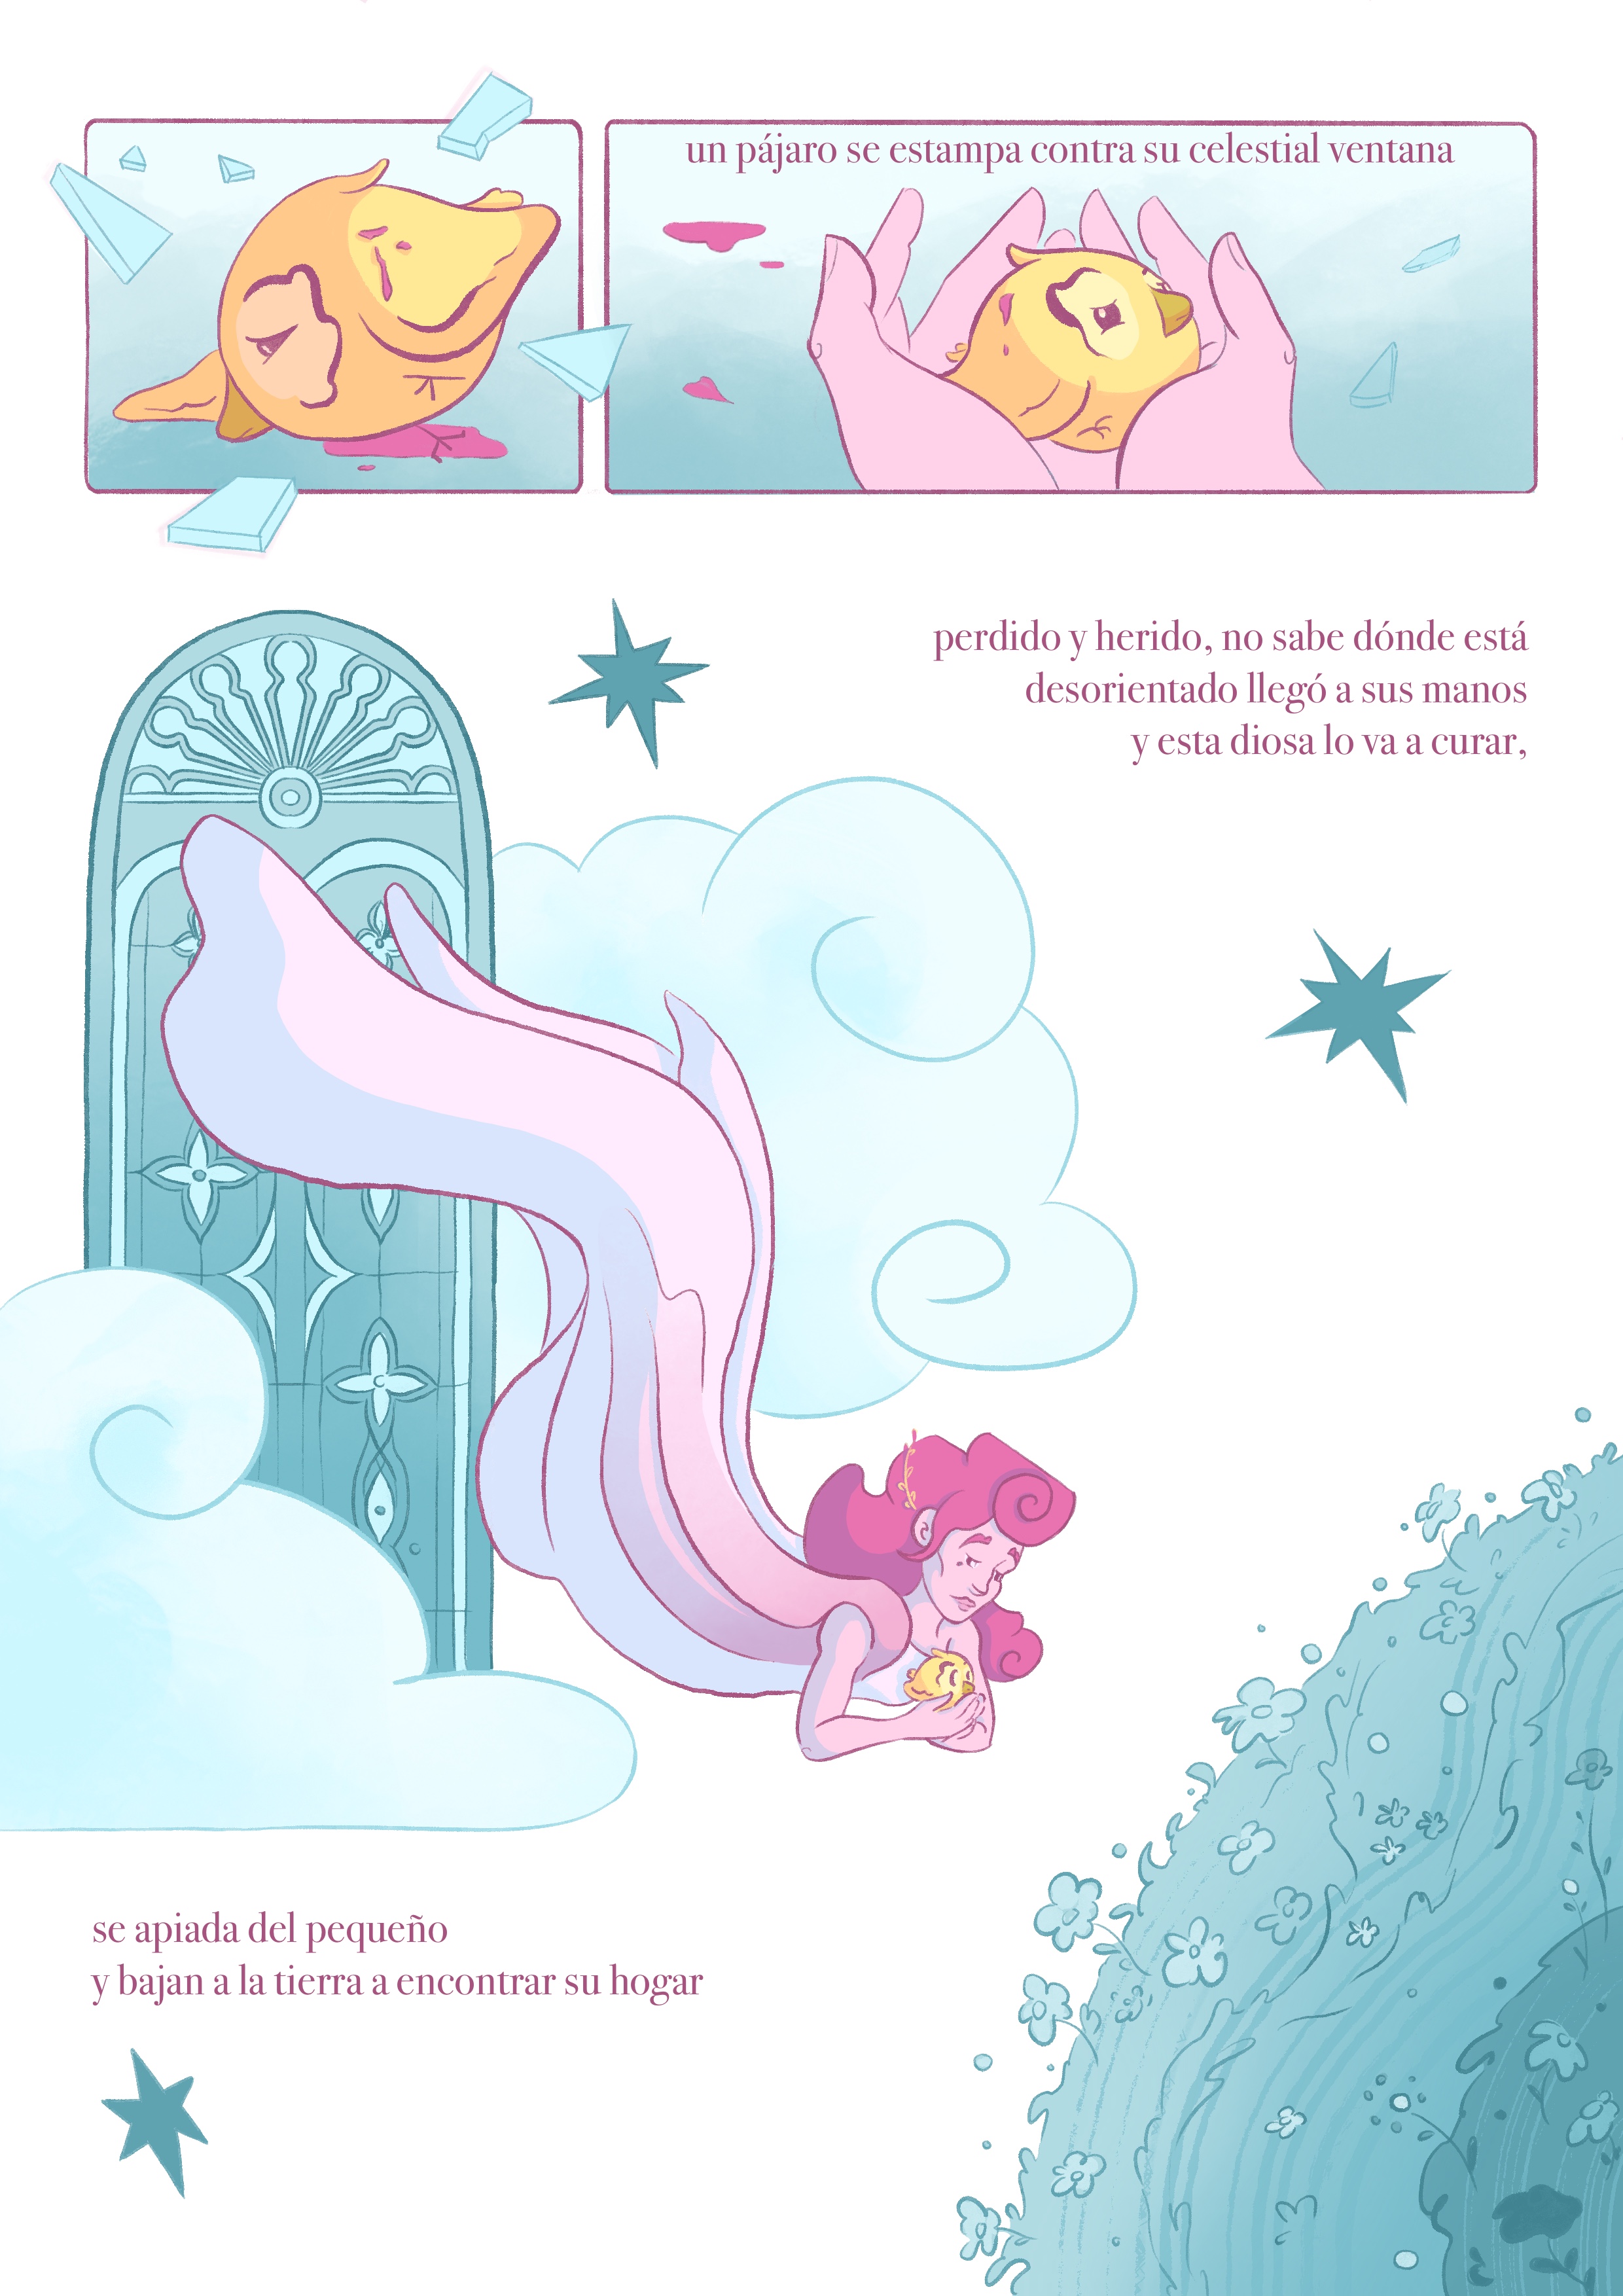 un pájaro se estampa contra su celestial ventana
perdido y herido, no sabe dónde está
desorientado llegó a sus manos
y esta diosa lo va a curar,
se apiada del pequeño
y bajan a la tierra a encontrar su hogar